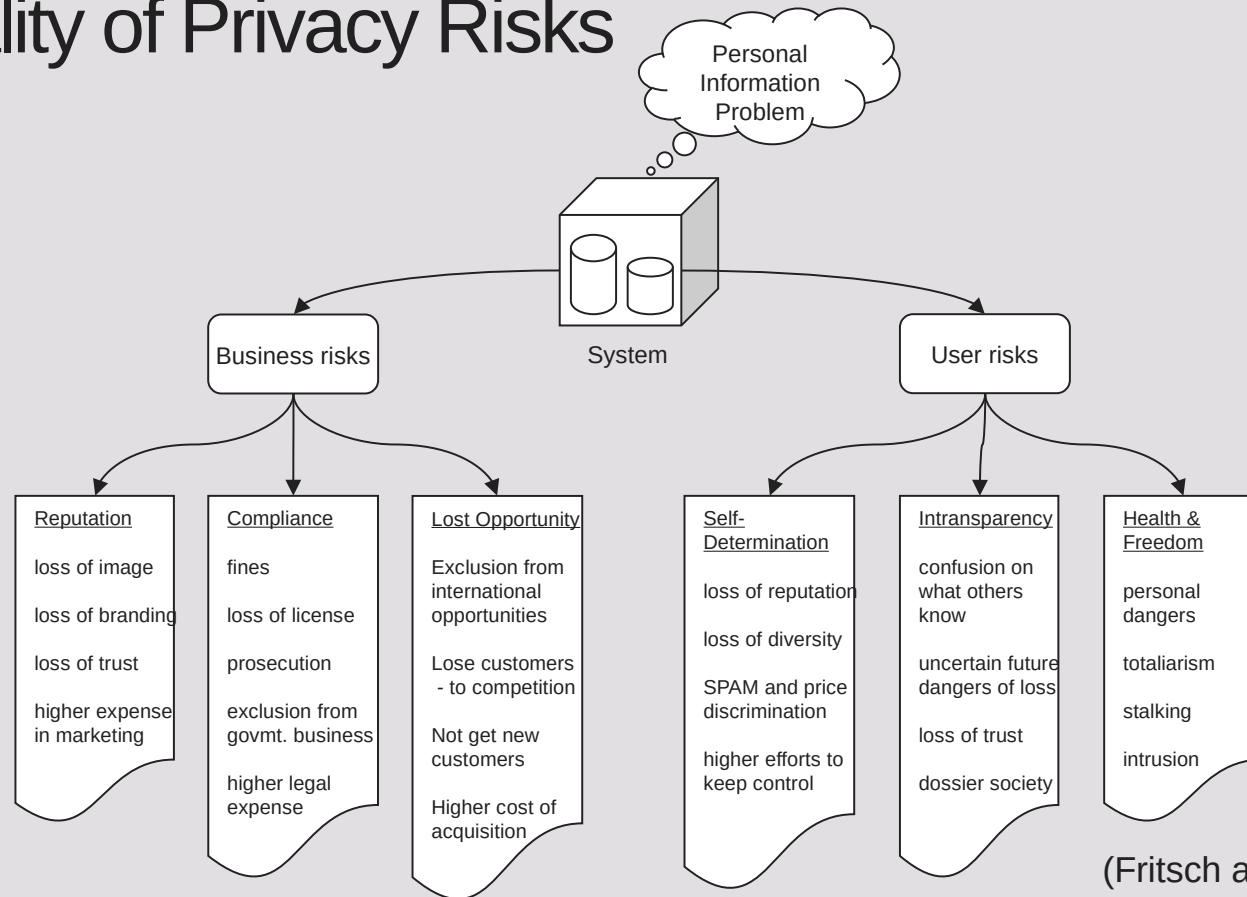 lity of Privacy Risks
Personal
Information
Problem
System
Business risks
User risks
Reputation
loss of image
loss of branding
loss of trust
higher expense
in marketing
Compliance
fines
loss of license
prosecution
exclusion from
govmt. business
higher legal
expense
Lost Opportunity
Exclusion from
international
opportunities
Lose customers
- to competition
Not get new
customers
Higher cost of
acquisition
Self-
Determination
loss of reputation
loss of diversity
SPAM and price
discrimination
higher efforts to
keep control
Intransparency
confusion on
what others
know
uncertain future
dangers of loss
loss of trust
dossier society
Health &
Freedom
personal
dangers
totaliarism
stalking
intrusion
(Fritsch a